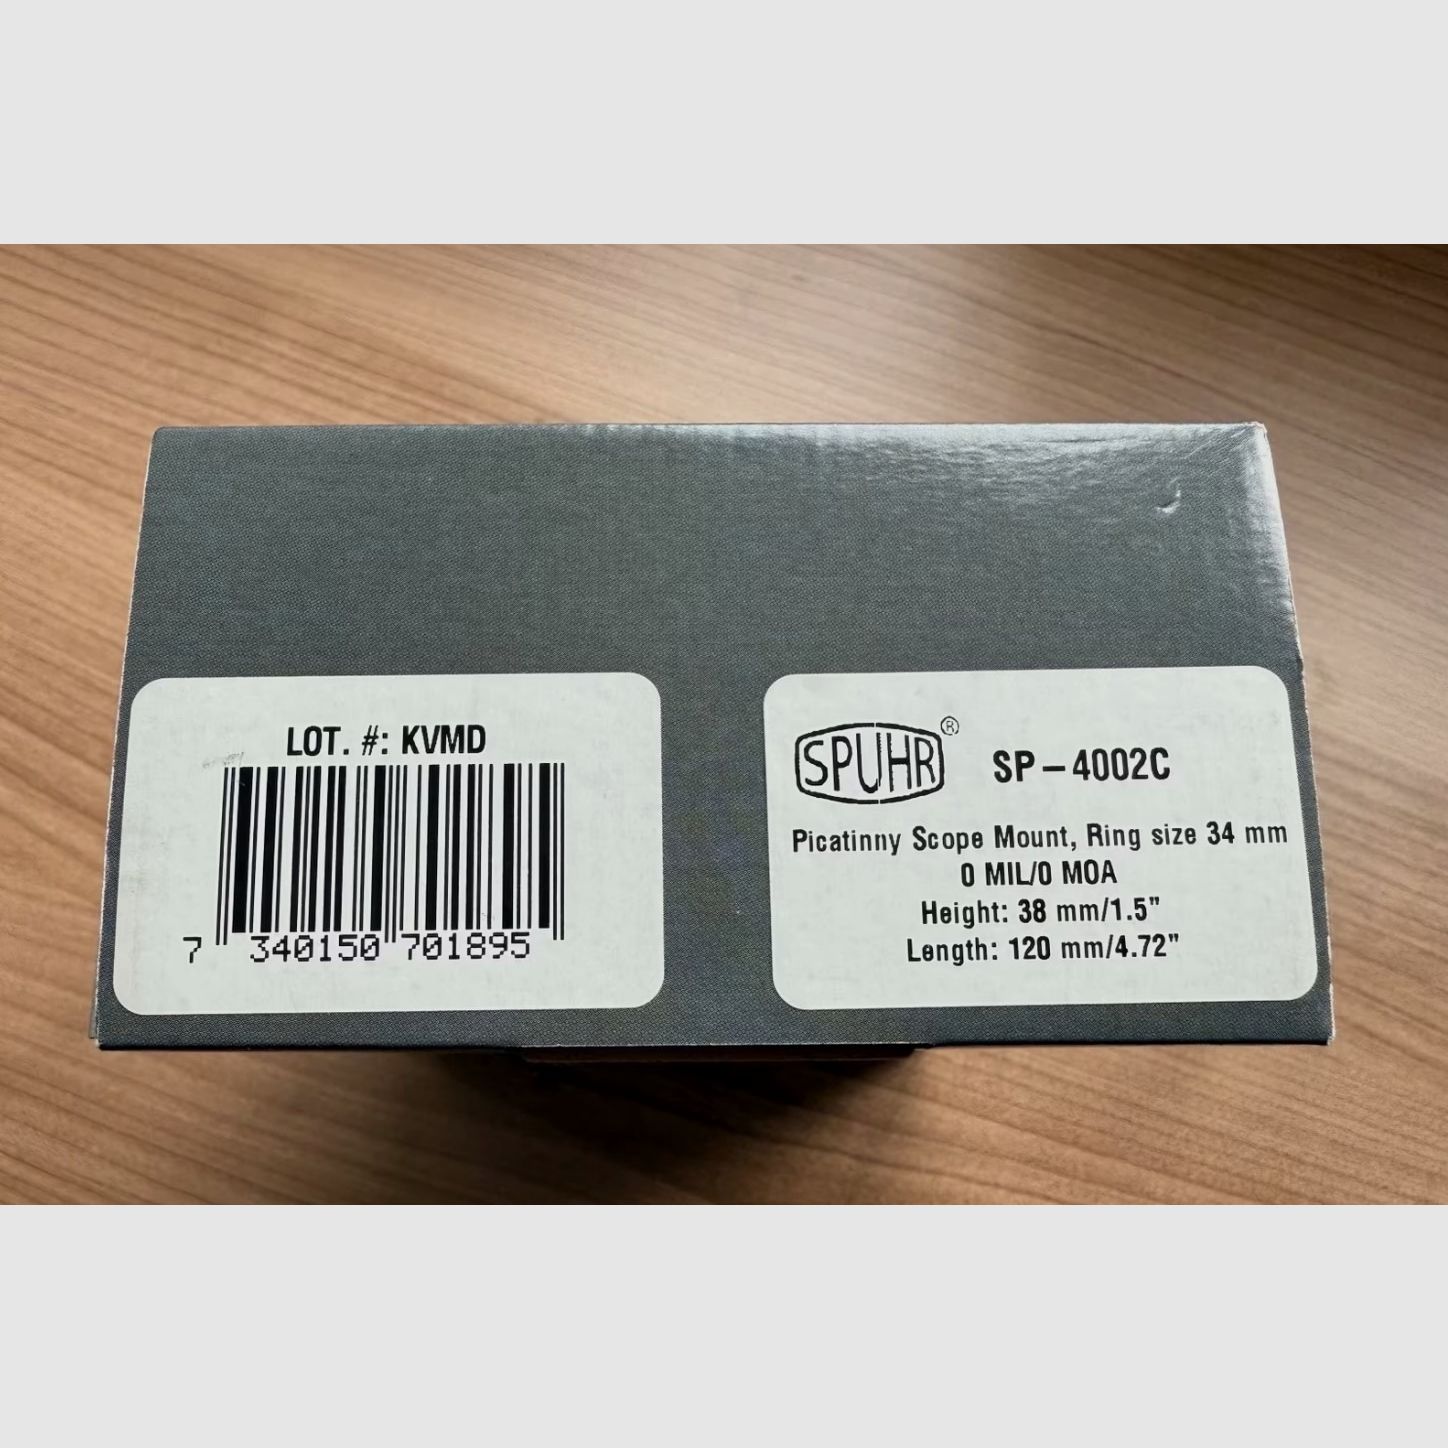 LOT. #: KVMD
7 340150 701895
SPUHR® SP-4002C
Picatinny Scope Mount, Ring size 34 mm
0 MIL/0 MOA
Height: 38 mm/1.5"
Length: 120 mm/4.72"